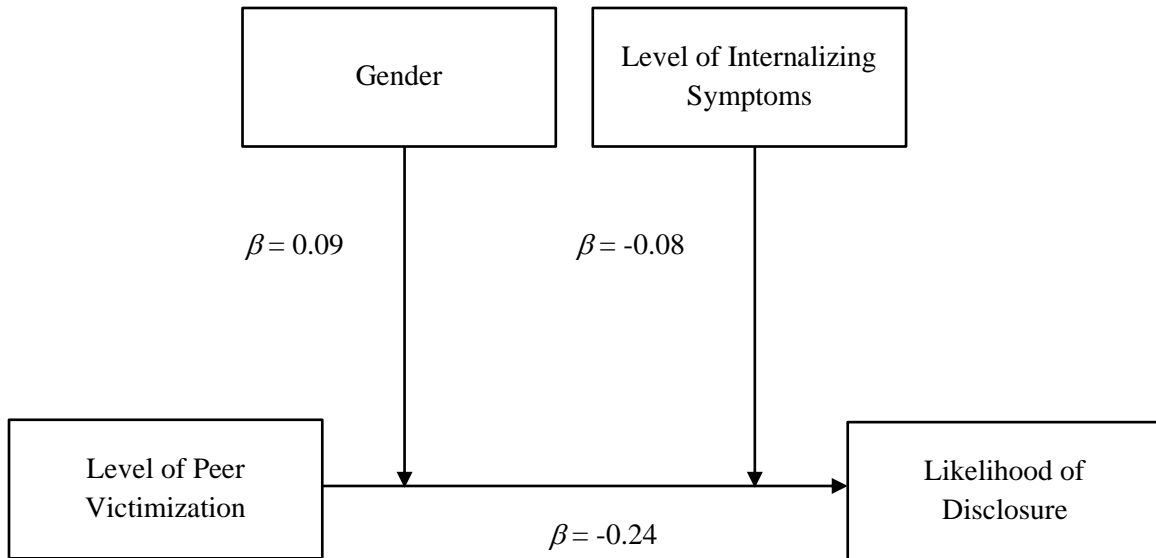 Gender
Level of Internalizing
Symptoms
β = 0.09
β = -0.08
Level of Peer
Victimization
Likelihood of
Disclosure
β = -0.24